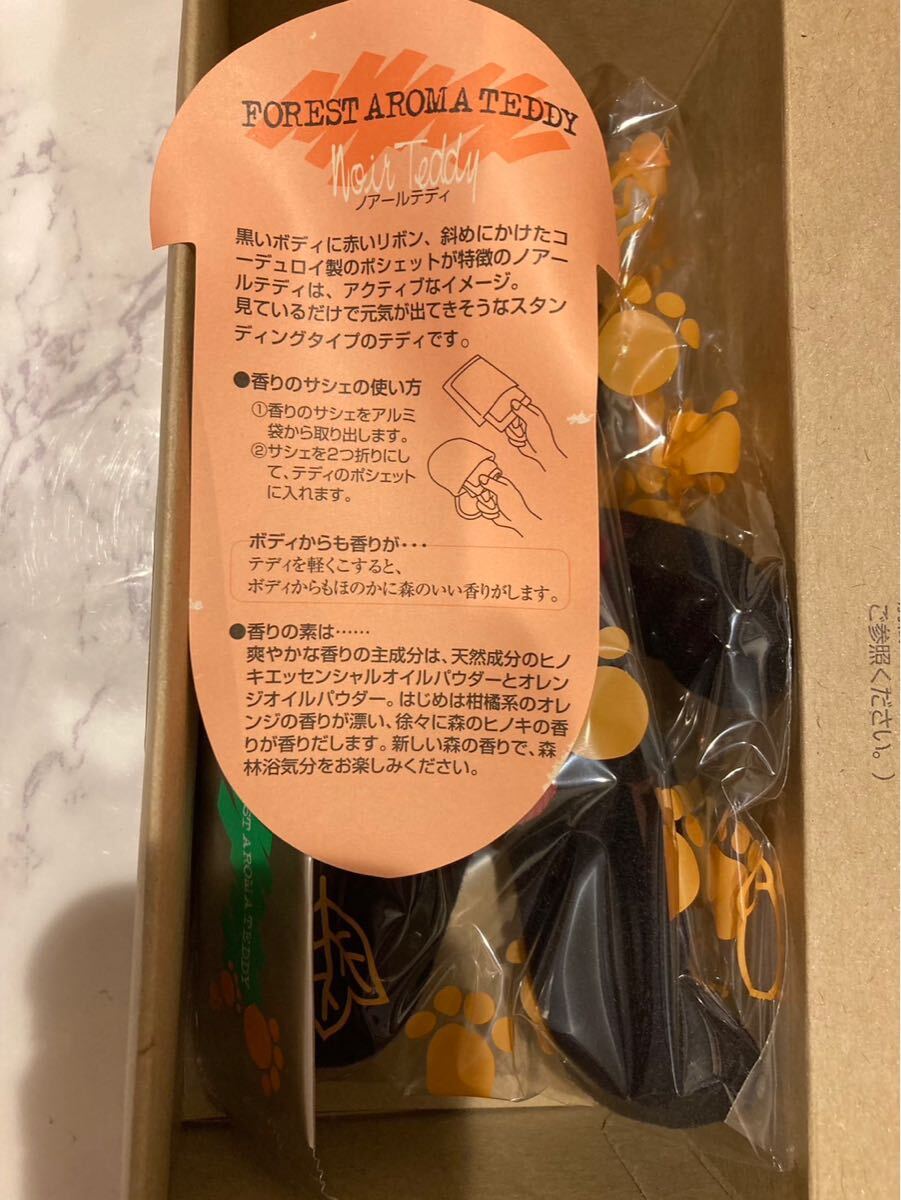 FOREST AROMA TEDDY
Noir Teddy
ノアールテディ
黒いボディに赤いリボン、斜めにかけたコ
ーデュロイ製のポシェットが特徴のノアー
ルテディは、アクティブなイメージ。
見ているだけで元気が出てきそうなスタン
ディングタイプのテディです。
●香りのサシェの使い方
①香りのサシェをアルミ
袋から取り出します。
②サシェを2つ折りにし
て、テディのポシェット
に入れます。
ボディからも香りが・・・
テディを軽くこすると、
ボディからもほのかに森のいい香りがします。
●香りの素は……
爽やかな香りの主成分は、天然成分のヒノ
キエッセンシャルオイルパウダーとオレン
ジオイルパウダー。はじめは柑橘系のオレ
ンジの香りが漂い、徐々に森のヒノキの香
りが香りだします。新しい森の香りで、森
林浴気分をお楽しみください。
ST AROMA TEDDY
ご参照ください。)